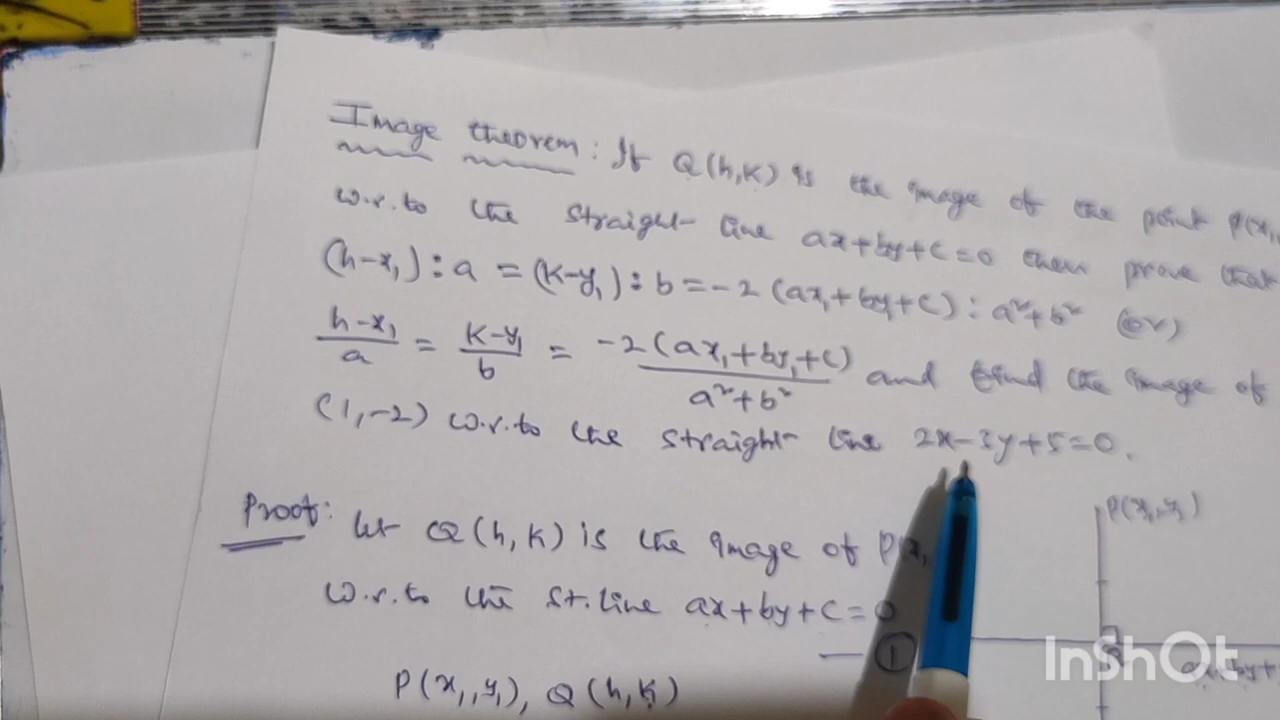 Image theorem: If Q(h,k) is the image of the point P(x₁,
w.r.to the straight line ax+by+c=0 then prove that
(h-x₁):a = (k-y₁):b = -2(ax₁+by₁+c):a²+b² (or)
(h-x₁)/a = (k-y₁)/b = -2(ax₁+by₁+c)/(a²+b²) and find the image of
(1,-2) w.r.to the straight line 2x-3y+5=0.
Proof: let Q(h,k) is the image of P(x₁
w.r.to the st.line ax+by+c=0
— ①
P(x₁,y₁), Q(h,k)
P(x₁,y₁)
InShOt